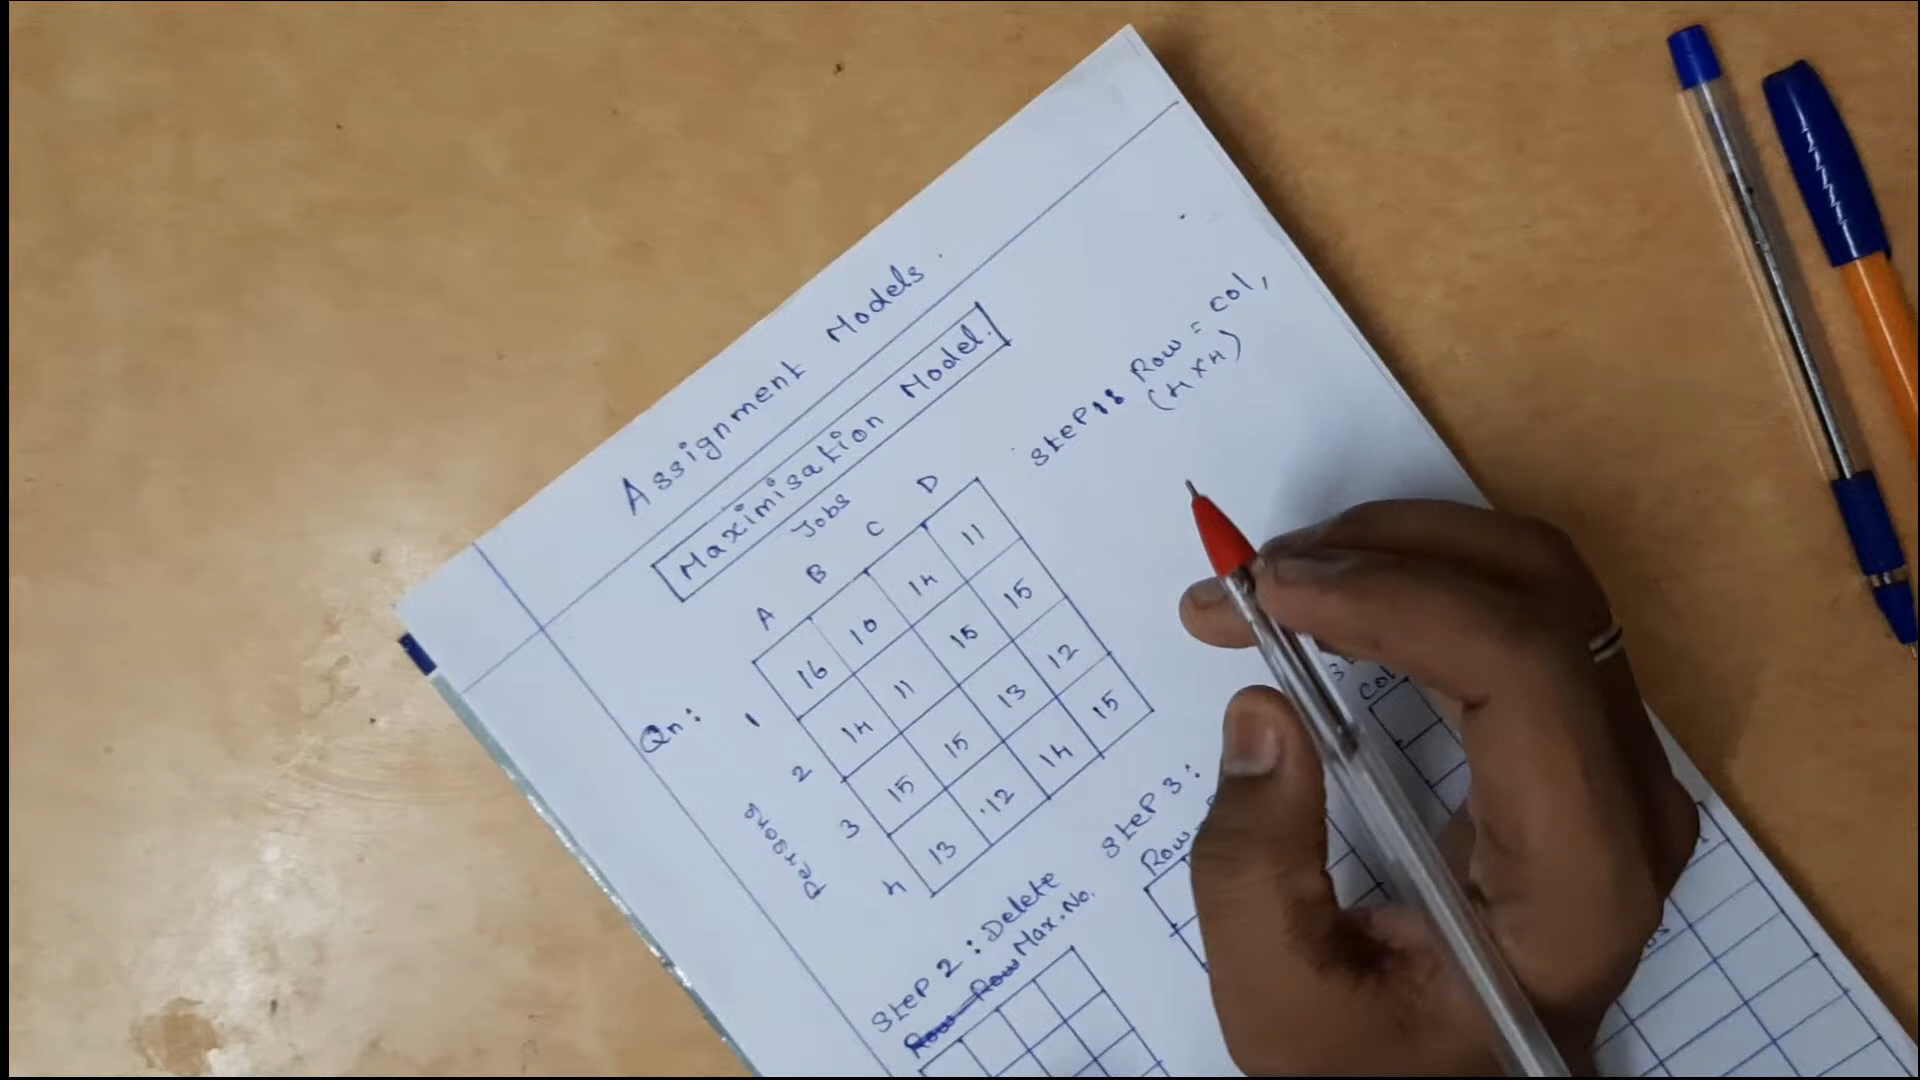 Assignment Models.
Maximisation Model.
Qn:
Jobs
A B C D
Persons
1 16 10 14 11
2 14 11 15 15
3 15 15 13 12
4 13 12 14 15
Step 1: Row = Col,
(4x4)
Step 2: Delete
Row Max. No.
Step 3:
Row
Col